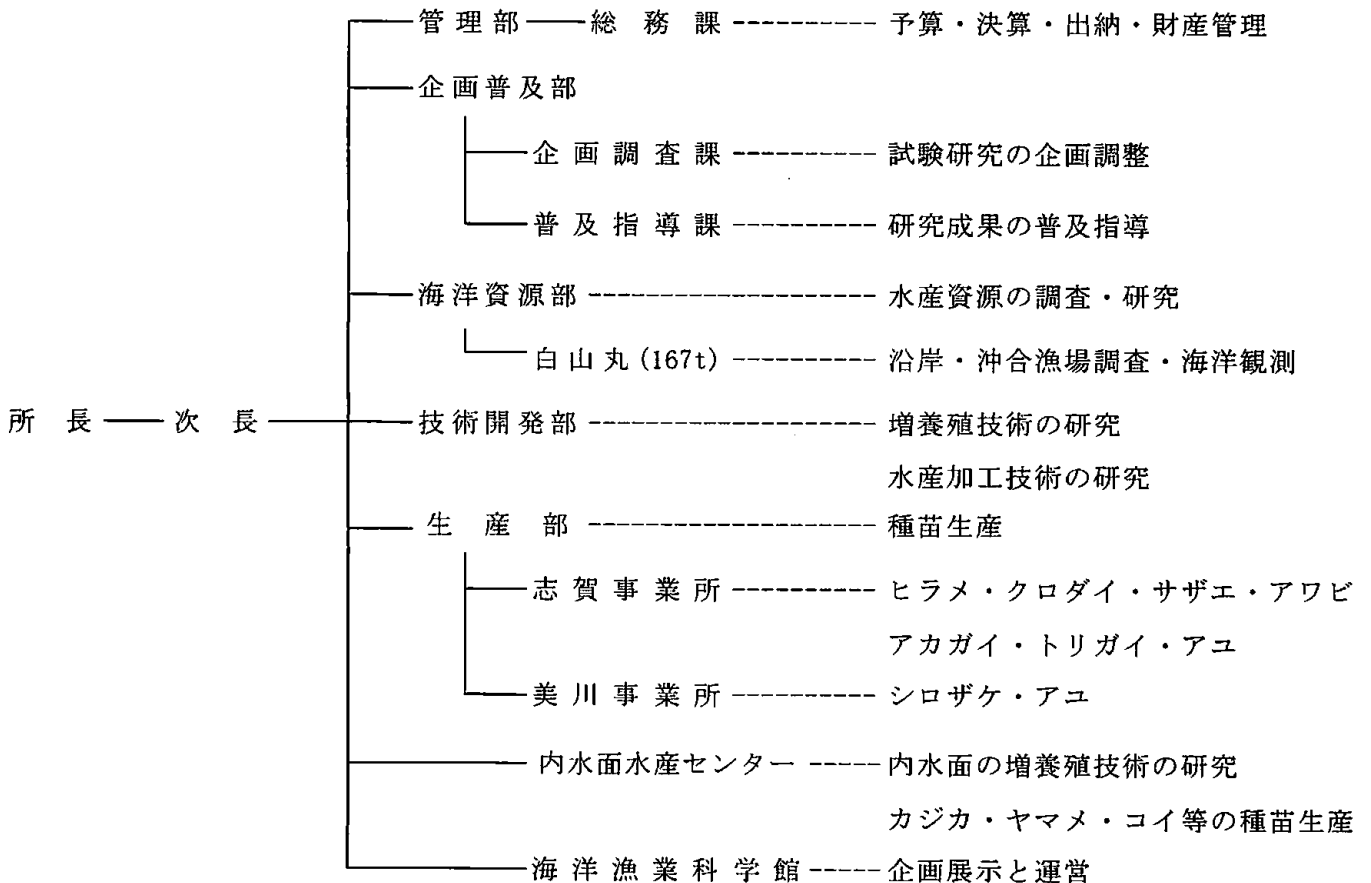 管理部 総務課 予算・決算・出納・財産管理
企画普及部
企画調査課 試験研究の企画調整
普及指導課 研究成果の普及指導
海洋資源部 水産資源の調査・研究
白山丸(167t) 沿岸・沖合漁場調査・海洋観測
所長 次長 技術開発部 増養殖技術の研究
水産加工技術の研究
生産部 種苗生産
志賀事業所 ヒラメ・クロダイ・サザエ・アワビ
アカガイ・トリガイ・アユ
美川事業所 シロザケ・アユ
内水面水産センター 内水面の増養殖技術の研究
カジカ・ヤマメ・コイ等の種苗生産
海洋漁業科学館 企画展示と運営